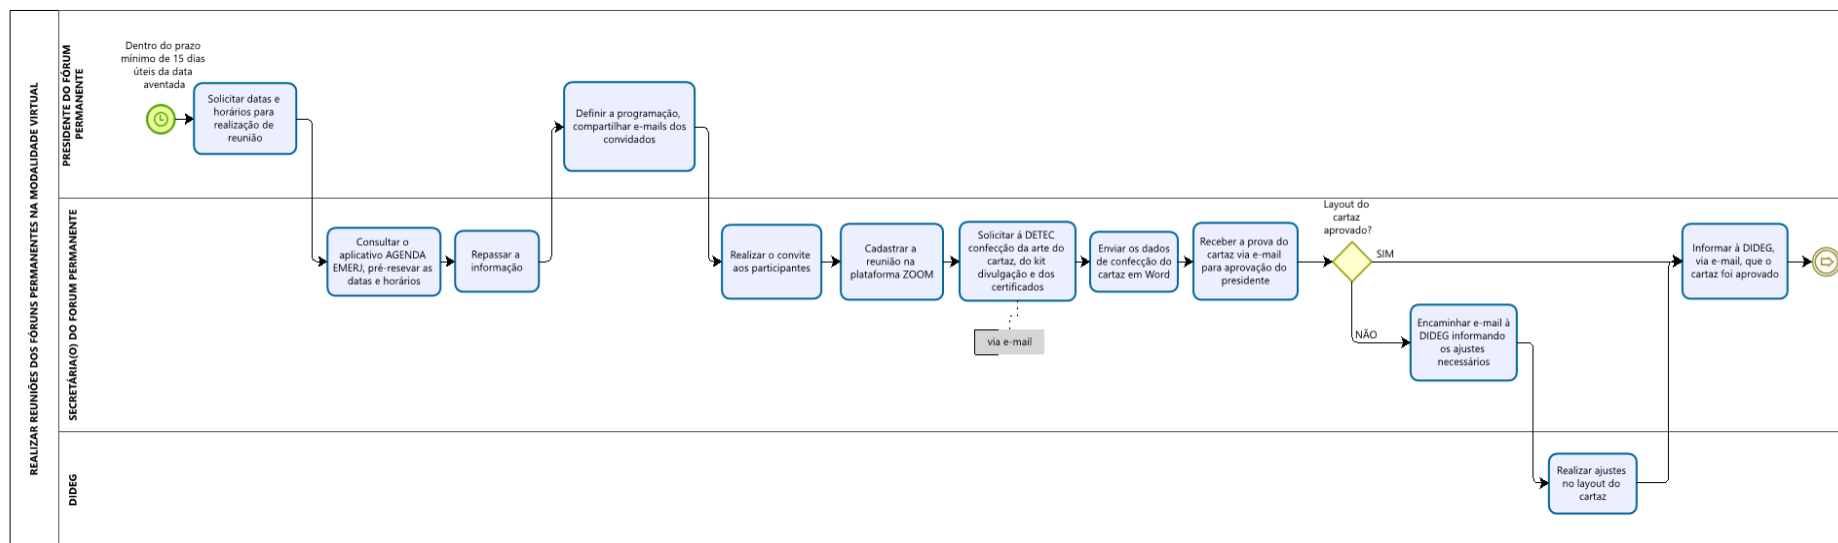 REALIZAR REUNIÕES DOS FÓRUNS PERMANENTES NA MODALIDADE VIRTUAL
PRESIDENTE DO FÓRUM
PERMANENTE
Dentro do prazo
mínimo de 15 dias
úteis da data
aventada
Solicitar datas e
horários para
realização de
reunião
Definir a programação,
compartilhar e-mails dos
convidados
SECRETÁRIA(O) DO FORUM PERMANENTE
Consultar o
aplicativo AGENDA
EMERJ, pré-resevar as
datas e horários
Repassar a
informação
Realizar o convite
aos participantes
Cadastrar a
reunião na
plataforma ZOOM
Solicitar á DETEC
confecção da arte do
cartaz, do kit
divulgação e dos
certificados
via e-mail
Enviar os dados
de confecção do
cartaz em Word
Receber a prova do
cartaz via e-mail
para aprovação do
presidente
Layout do
cartaz
aprovado?
SIM
NÃO
Encaminhar e-mail à
DIDEG informando
os ajustes
necessários
Informar à DIDEG,
via e-mail, que o
cartaz foi aprovado
DIDEG
Realizar ajustes
no layout do
cartaz